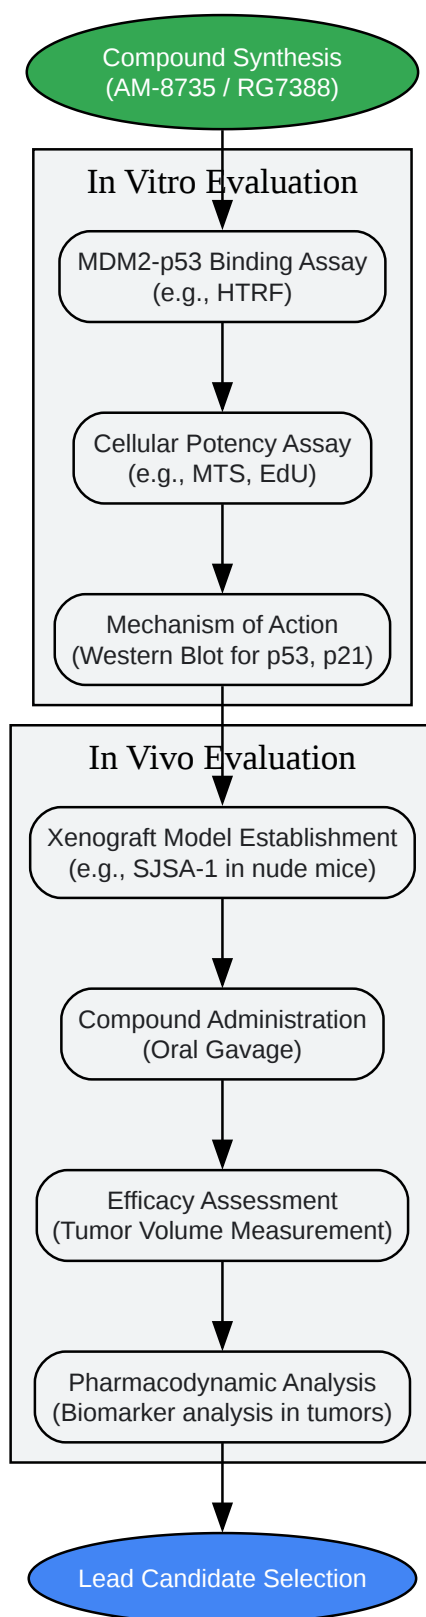 Compound Synthesis
(AM-8735 / RG7388)
In Vitro Evaluation
MDM2-p53 Binding Assay
(e.g., HTRF)
Cellular Potency Assay
(e.g., MTS, EdU)
Mechanism of Action
(Western Blot for p53, p21)
In Vivo Evaluation
Xenograft Model Establishment
(e.g., SJSA-1 in nude mice)
Compound Administration
(Oral Gavage)
Efficacy Assessment
(Tumor Volume Measurement)
Pharmacodynamic Analysis
(Biomarker analysis in tumors)
Lead Candidate Selection